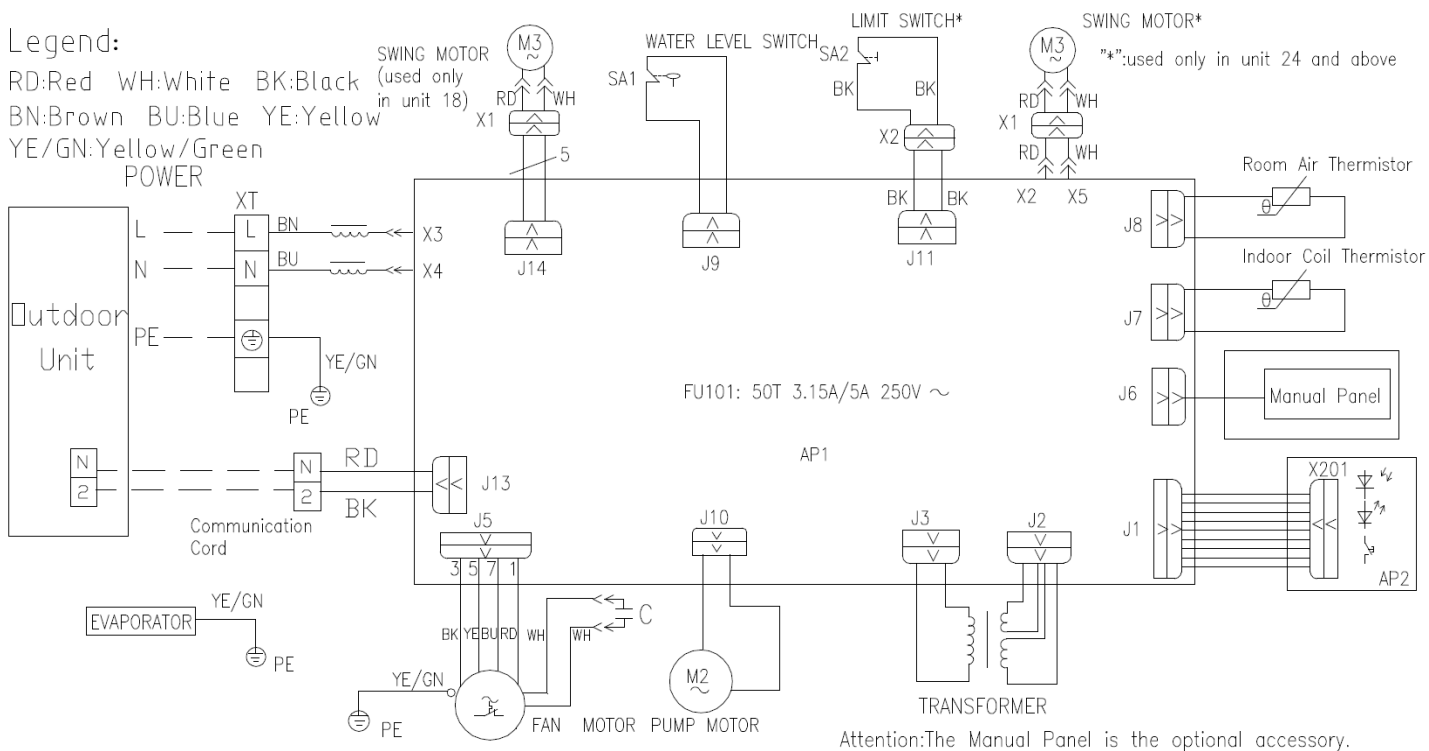 Legend:
RD:Red WH:White BK:Black
BN:Brown BU:Blue YE:Yellow
YE/GN:Yellow/Green
POWER
SWING MOTOR
(used only
in unit 18)
M3
~
RD
WH
X1
5
J14
WATER LEVEL SWITCH
SA1
J9
LIMIT SWITCH*
SA2
BK
BK
X2
BK
BK
J11
SWING MOTOR*
M3
~
RD
WH
X1
RD
WH
X2
X5
"*":used only in unit 24 and above
Room Air Thermistor
θ
J8
Indoor Coil Thermistor
θ
J7
J6
Manual Panel
X201
J1
AP2
XT
L
L
BN
X3
N
N
BU
X4
Outdoor
Unit
PE
YE/GN
PE
FU101: 50T 3.15A/5A 250V ~
AP1
N
2
N
2
RD
BK
J13
Communication
Cord
J5
3 5 7 1
BK YE BU RD WH WH
C
J10
J3
J2
EVAPORATOR
YE/GN
PE
YE/GN
PE
~
FAN MOTOR
M2
~
PUMP MOTOR
TRANSFORMER
Attention:The Manual Panel is the optional accessory.